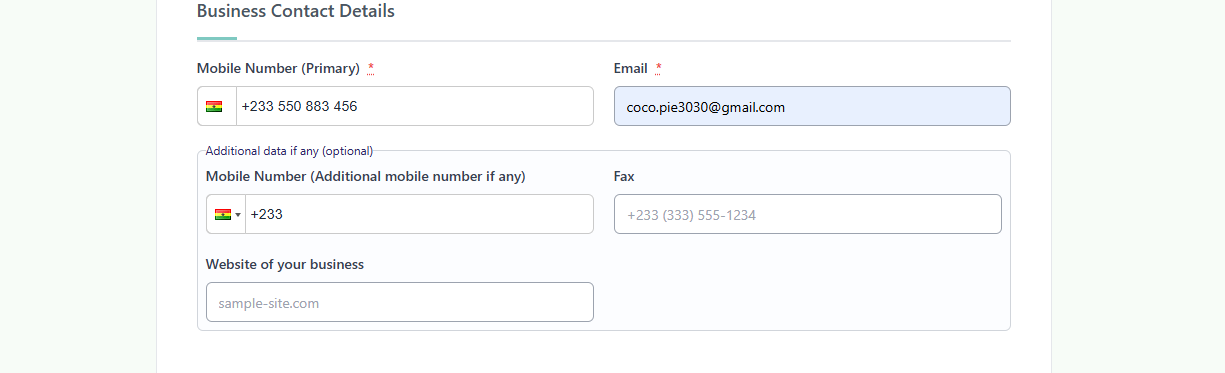 Business Contact Details
Mobile Number (Primary) *
Email *
+233 550 883 456
coco.pie3030@gmail.com
Additional data if any (optional)
Mobile Number (Additional mobile number if any)
Fax
+233
+233 (333) 555-1234
Website of your business
sample-site.com